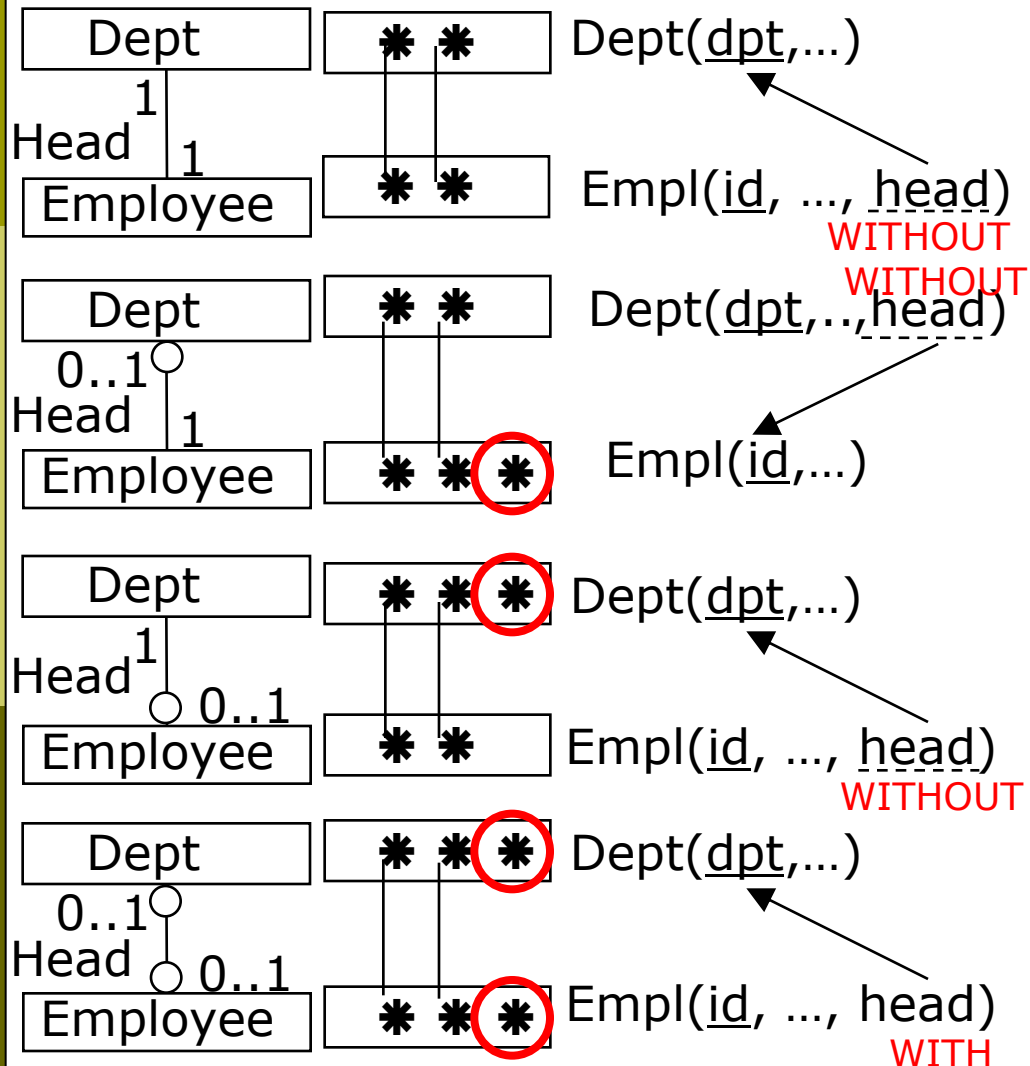 Dept
Dept(dpt,...)
1
Head
1
Employee
Empl(id, ..., head)
WITHOUT
WITHOUT
Dept
Dept(dpt,..,head)
0..1
Head
1
Employee
Empl(id,...)
Dept
Dept(dpt,...)
1
Head
0..1
Employee
Empl(id, ..., head)
WITHOUT
Dept
Dept(dpt,...)
0..1
Head
0..1
Employee
Empl(id, ..., head)
WITH